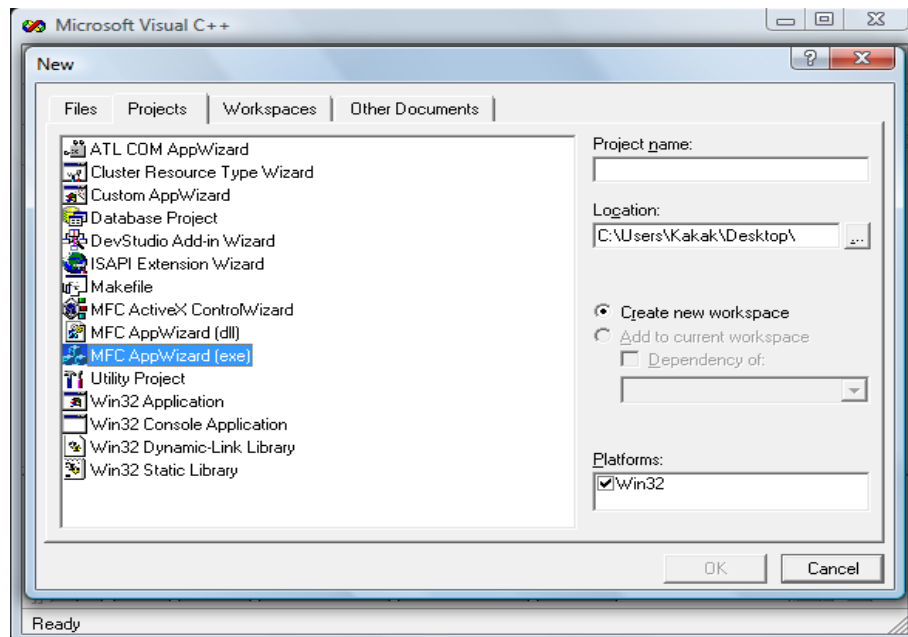 Microsoft Visual C++
New
Files Projects Workspaces Other Documents
ATL COM AppWizard
Cluster Resource Type Wizard
Custom AppWizard
Database Project
DevStudio Add-in Wizard
ISAPI Extension Wizard
Makefile
MFC ActiveX ControlWizard
MFC AppWizard (dll)
MFC AppWizard (exe)
Utility Project
Win32 Application
Win32 Console Application
Win32 Dynamic-Link Library
Win32 Static Library
Project name:
Location:
C:\Users\Kakak\Desktop\
...
Create new workspace
Add to current workspace
Dependency of:
Platforms:
Win32
OK Cancel
Ready